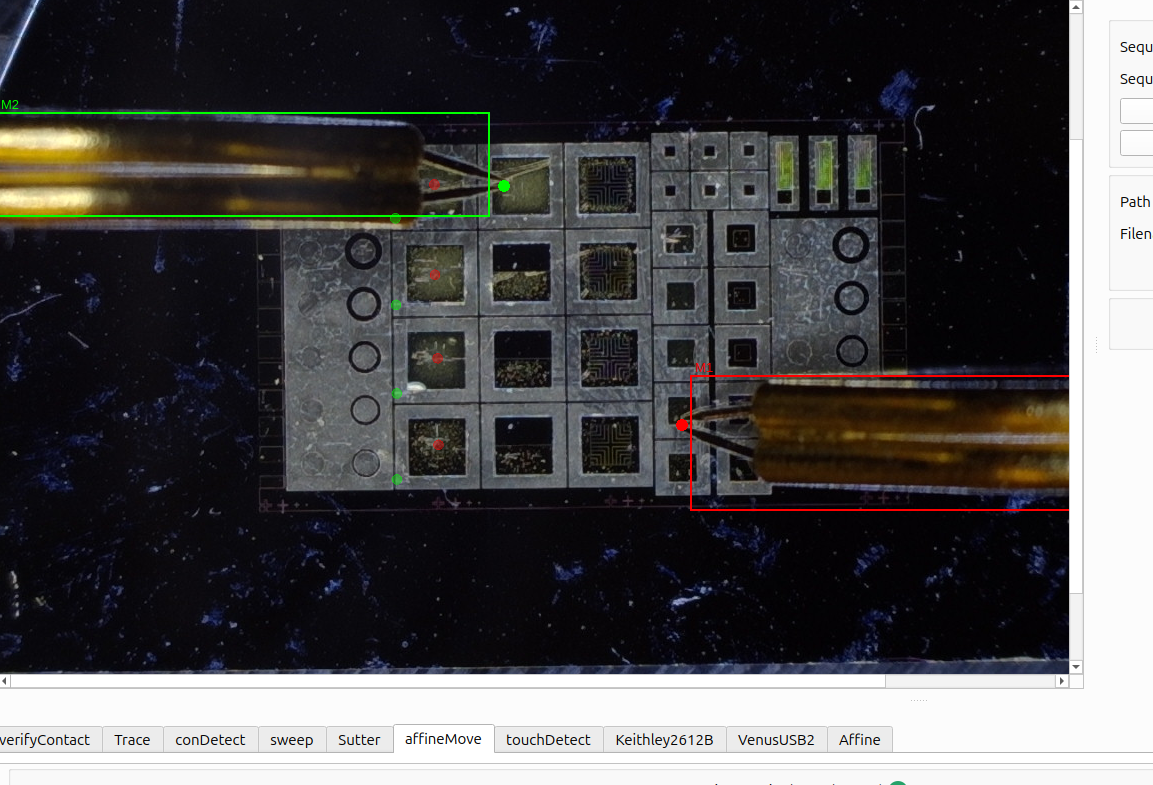 M2
M1
Sequ
Sequ
Path
Filen
verifyContact Trace conDetect sweep Sutter affineMove touchDetect Keithley2612B VenusUSB2 Affine